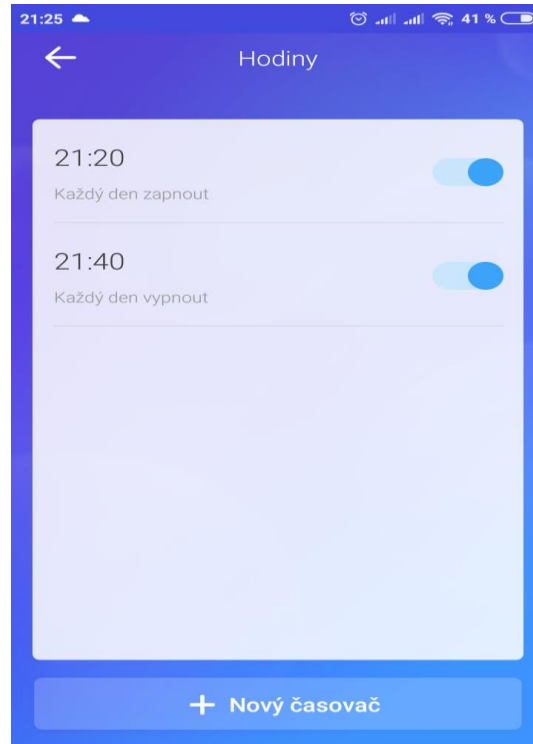 21:25 41 %
Hodiny
21:20
Každý den zapnout
21:40
Každý den vypnout
+ Nový časovač